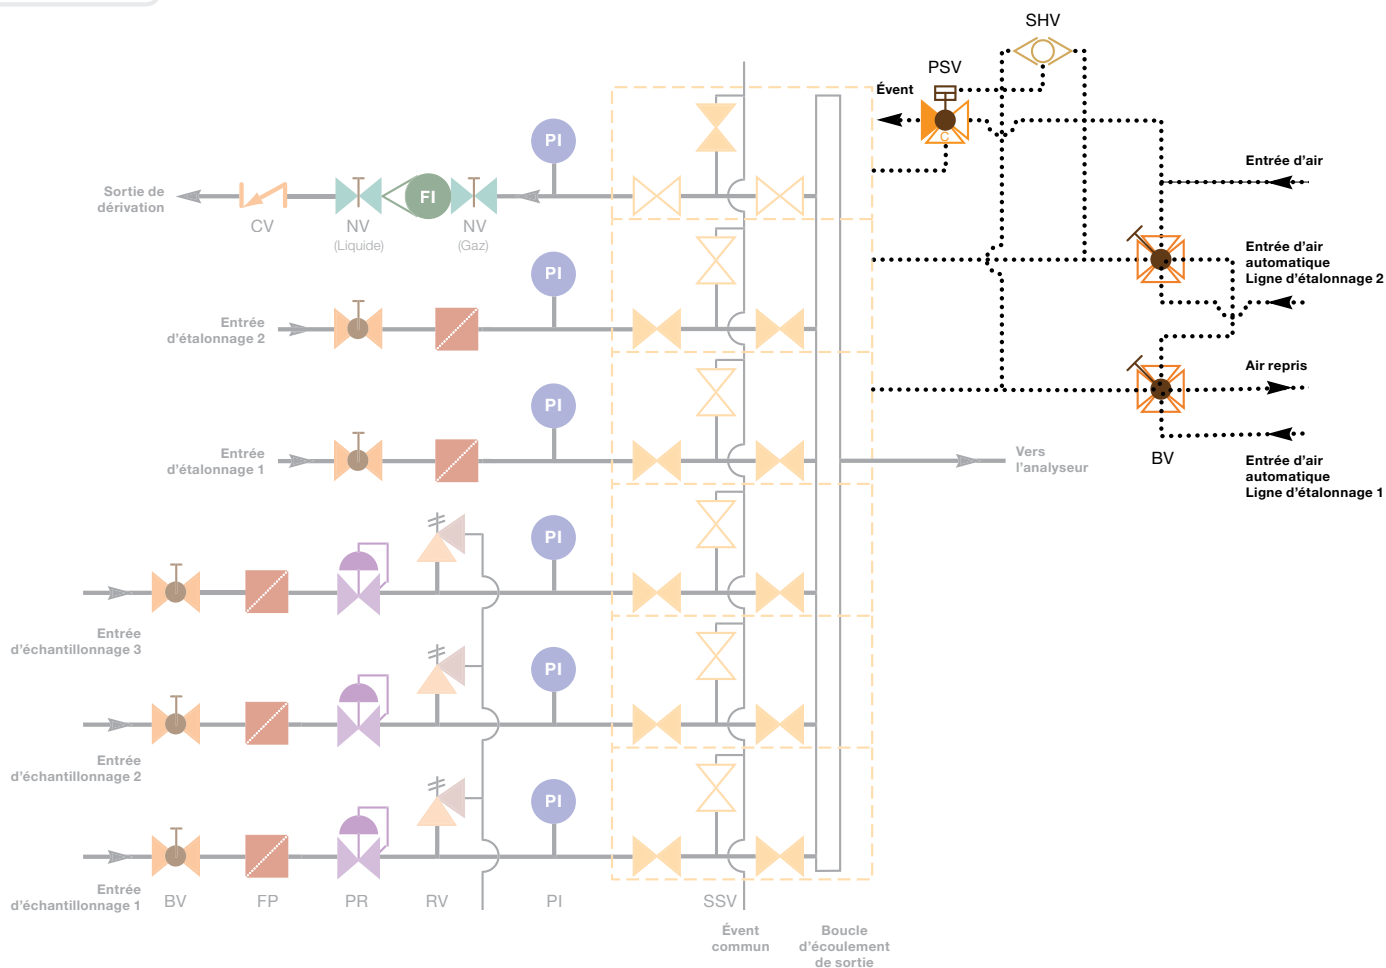 SHV
PSV
Évent
PI
Entrée d’air
Sortie de
dérivation
CV
NV
(Liquide)
FI
NV
(Gaz)
C
PI
Entrée d’air
automatique
Ligne d’étalonnage 2
Entrée
d’étalonnage 2
PI
Air repris
Entrée
d’étalonnage 1
Vers
l’analyseur
BV
Entrée d’air
automatique
Ligne d’étalonnage 1
PI
Entrée
d’échantillonnage 3
PI
Entrée
d’échantillonnage 2
PI
Entrée
d’échantillonnage 1
BV
FP
PR
RV
PI
SSV
Évent
commun
Boucle
d’écoulement
de sortie